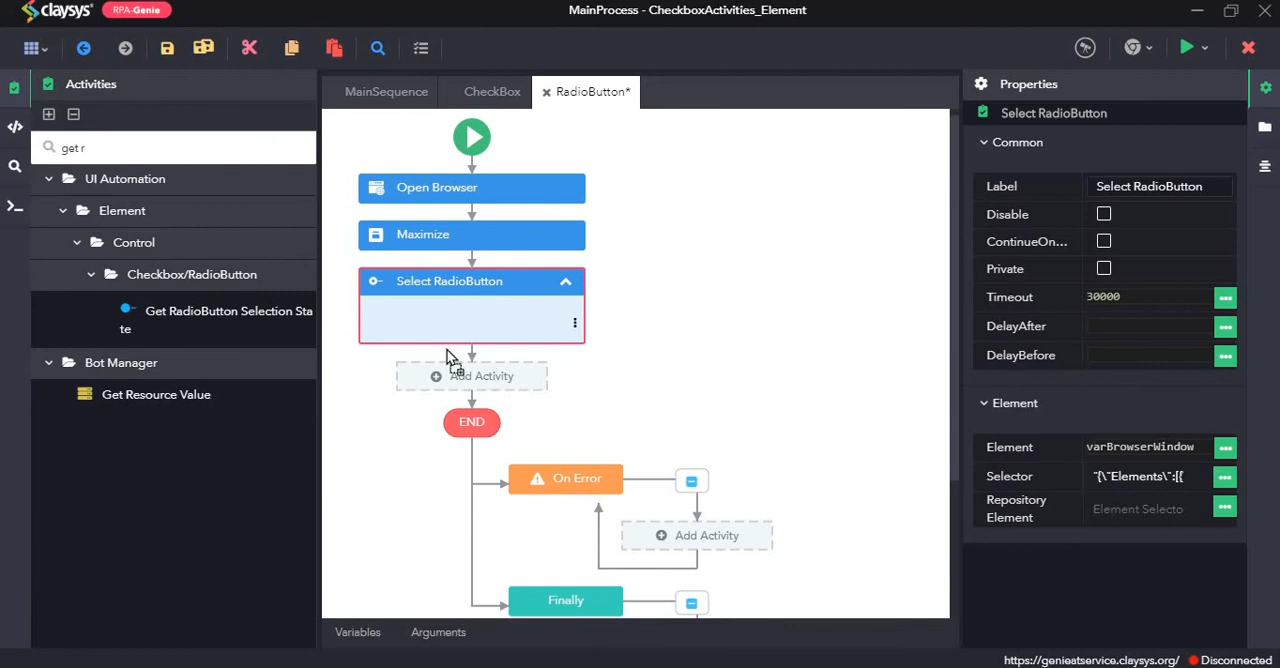 claysys
RPA-Genie
MainProcess - CheckboxActivities_Element
Activities
get r
UI Automation
Element
Control
Checkbox/RadioButton
Get RadioButton Selection Sta
te
Bot Manager
Get Resource Value
MainSequence
CheckBox
RadioButton*
Open Browser
Maximize
Select RadioButton
Add Activity
END
On Error
Add Activity
Finally
Variables
Arguments
Properties
Select RadioButton
Common
Label
Select RadioButton
Disable
ContinueOn...
Private
Timeout
30000
DelayAfter
DelayBefore
Element
Element
varBrowserWindow
Selector
"{\"Elements\":[{
Repository
Element
Element Selecto
https://genieatservice.claysys.org/
Disconnected